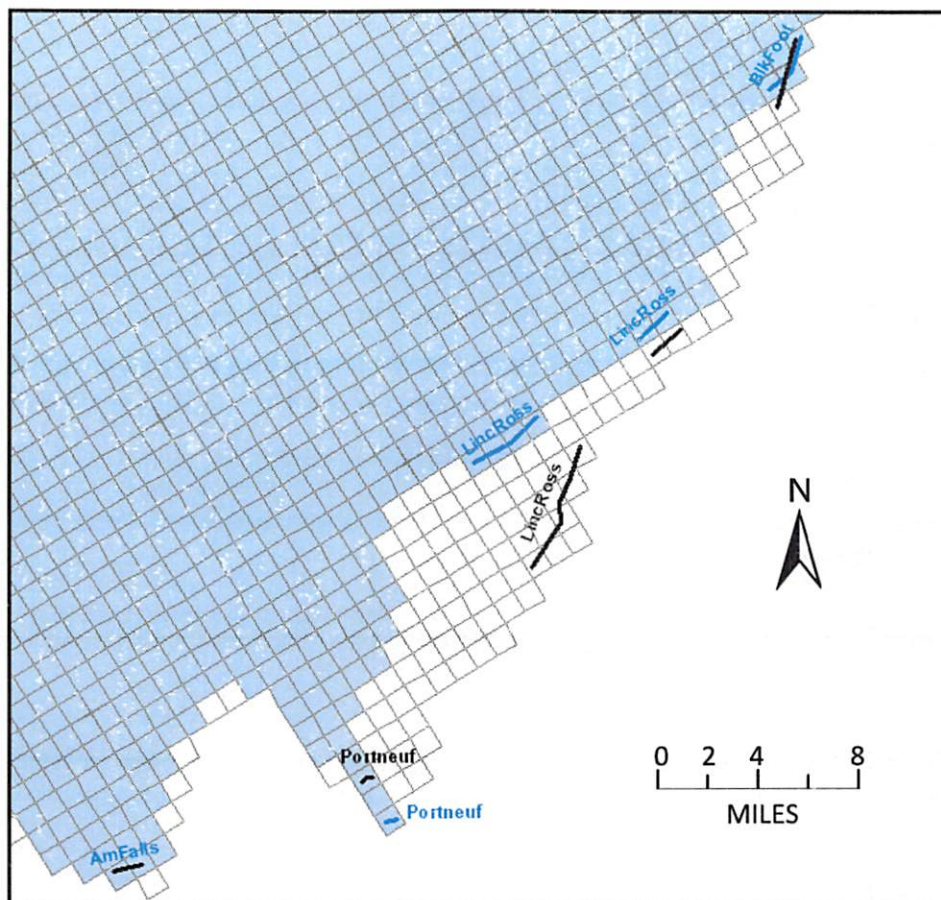 BlkFoot
LincRoss
LincRoss
LincRoss
N
Portneuf
0 2 4 8
MILES
Portneuf
AmFalls